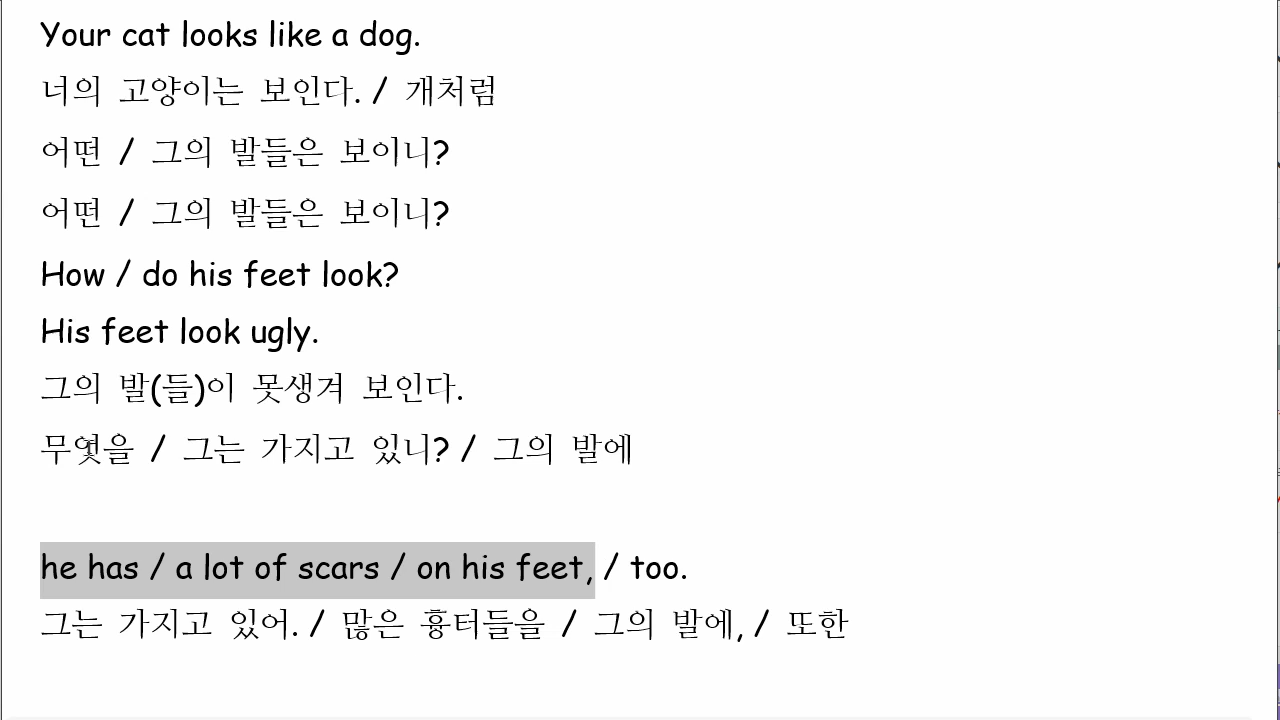 Your cat looks like a dog.
너의 고양이는 보인다. / 개처럼
어떤 / 그의 발들은 보이니?
어떤 / 그의 발들은 보이니?
How / do his feet look?
His feet look ugly.
그의 발(들)이 못생겨 보인다.
무엇을 / 그는 가지고 있니? / 그의 발에
he has / a lot of scars / on his feet, / too.
그는 가지고 있어. / 많은 흉터들을 / 그의 발에, / 또한